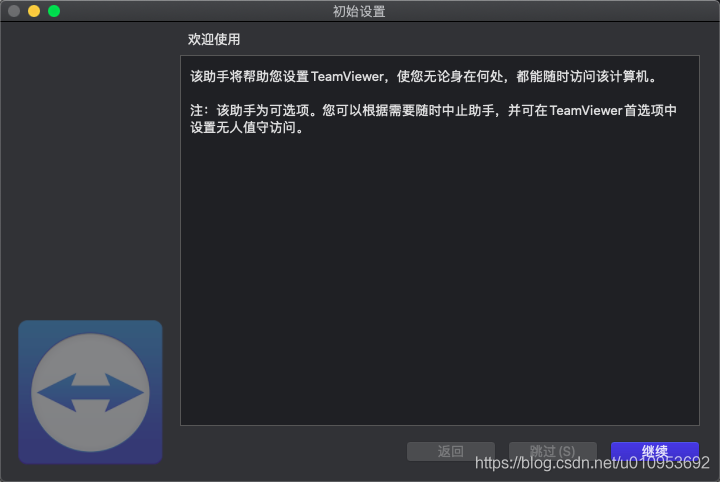 初始设置
欢迎使用
该助手将帮助您设置TeamViewer，使您无论身在何处，都能随时访问该计算机。
注：该助手为可选项。您可以根据需要随时中止助手，并可在TeamViewer首选项中
设置无人值守访问。
返回 跳过(S) 继续
https://blog.csdn.net/u010953692